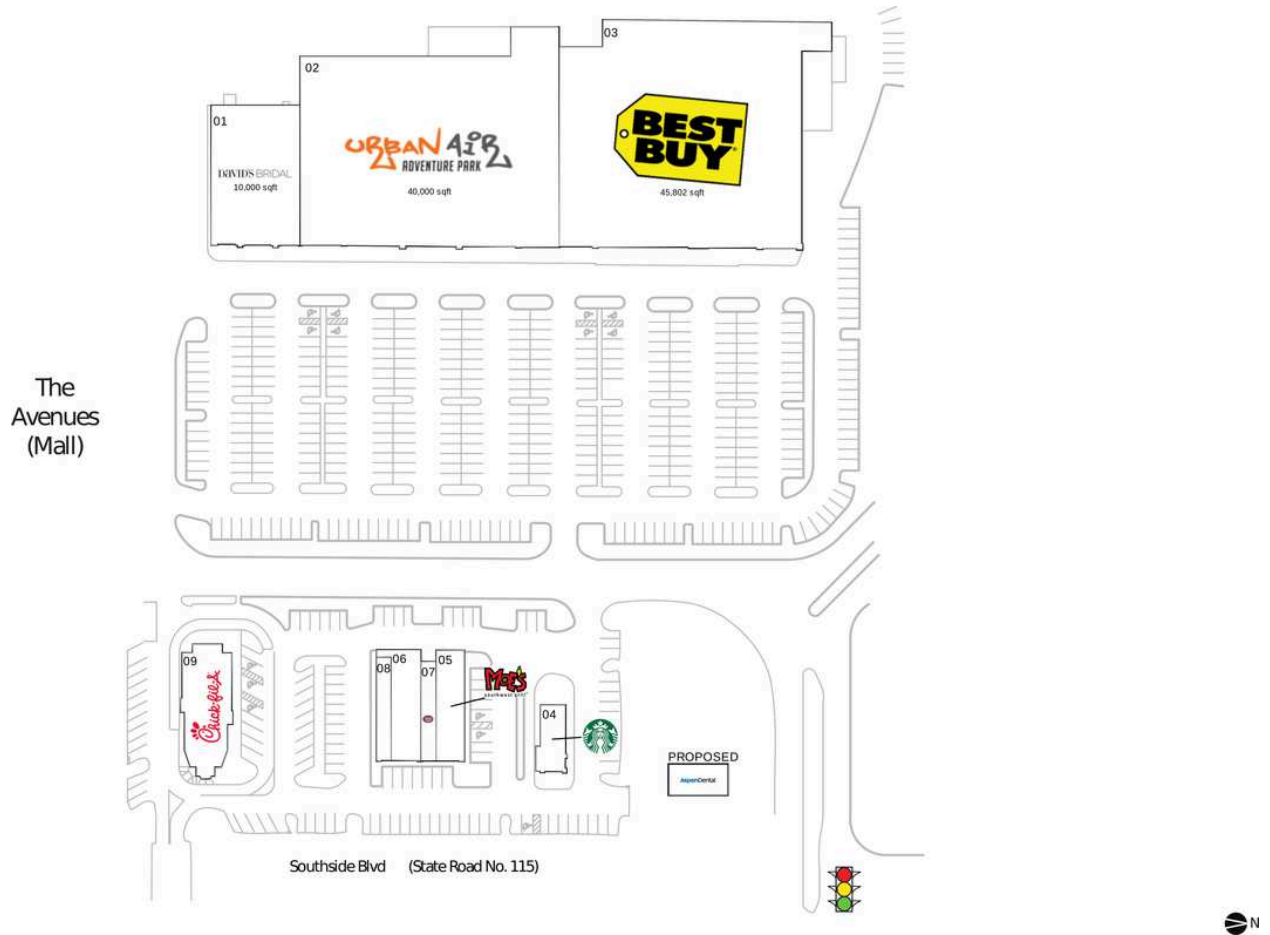 03
02
01
URBAN AIR
ADVENTURE PARK
BEST
BUY
DAVID'S BRIDAL
10,000 sqft
40,000 sqft
45,802 sqft
The
Avenues
(Mall)
09
08
06
07
05
MOE'S
southwest grill
Chick-fil-A
04
PROPOSED
AspenDental
Southside Blvd (State Road No. 115)
N